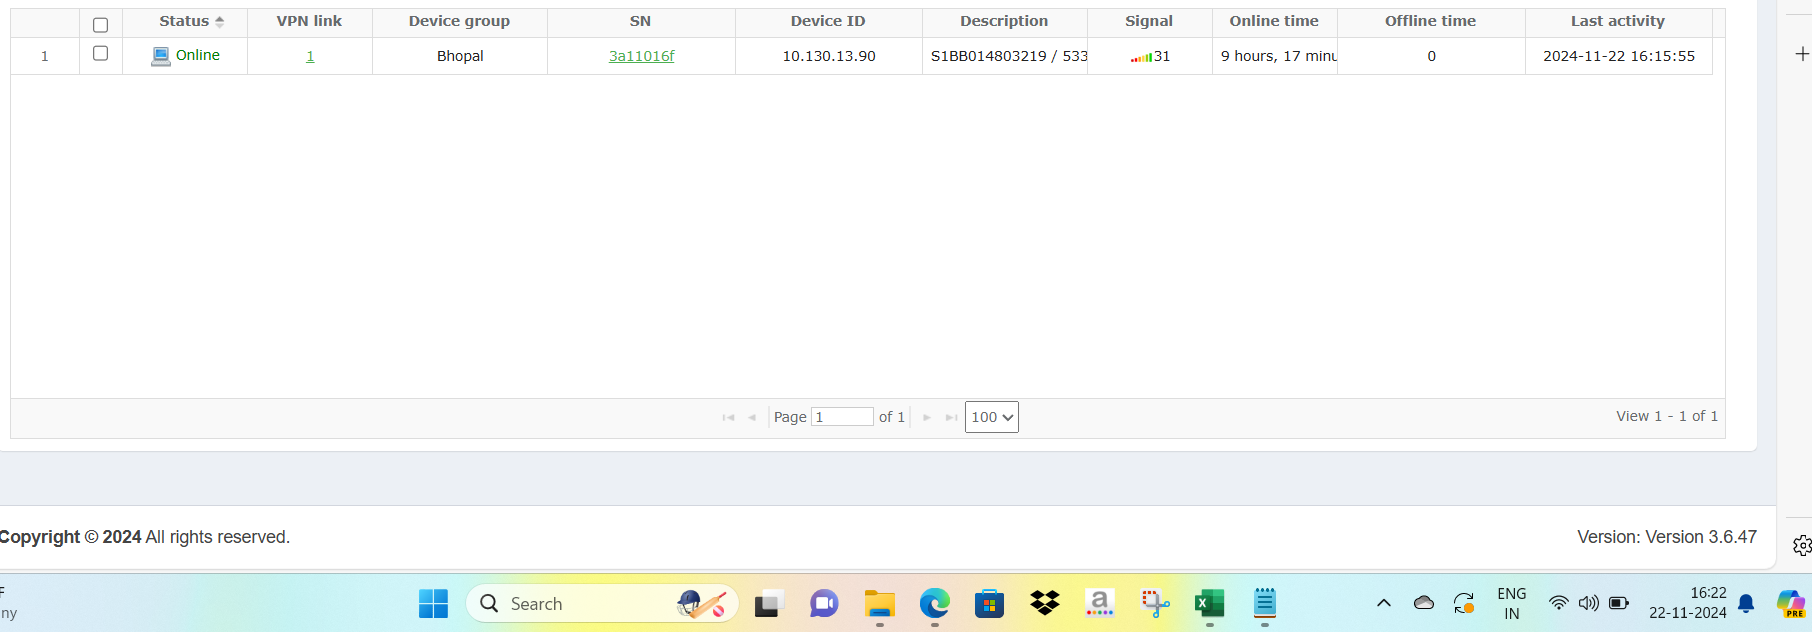 Status VPN link Device group SN Device ID Description Signal Online time Offline time Last activity
1 Online 1 Bhopal 3a11016f 10.130.13.90 S1BB014803219 / 533 31 9 hours, 17 minu 0 2024-11-22 16:15:55
Page 1 of 1 100 View 1 - 1 of 1
Copyright © 2024 All rights reserved. Version: Version 3.6.47
Search a X ENG 16:22 PRE
ny IN 22-11-2024